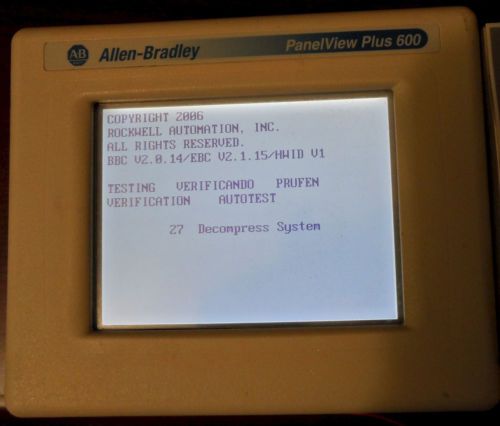 AB Allen-Bradley PanelView Plus 600
COPYRIGHT 2006
ROCKWELL AUTOMATION, INC.
ALL RIGHTS RESERVED.
BBC V2.0.14/EBC V2.1.15/HWID V1
TESTING VERIFICANDO PRUFEN
VERIFICATION AUTOTEST
27 Decompress System